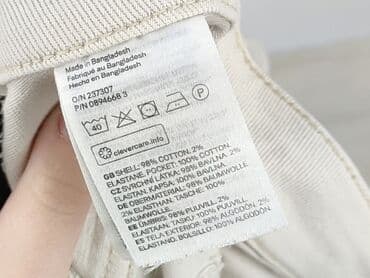 Made in Bangladesh
Fabriqué au Bangladesh
Hecho en Bangladesh
O/N 237307
P/N 0894668 3
40
P
clevercare.info
GB SHELL: 98% COTTON, 2%
ELASTANE. POCKET: 100% COTTON.
CZ SVRCHNÍ LÁTKA: 98% BAVLNA, 2%
ELASTAN. KAPSA: 100% BAVLNA.
DE OBERMATERIAL: 98% BAUMWOLLE,
2% ELASTHAN. TASCHE: 100%
BAUMWOLLE.
EE ÜMBRIS: 98% PUUVILL, 2%
ELASTAAN. TASKU: 100% PUUVILL.
ES TELA EXTERIOR: 98% ALGODÓN, 2%
ELASTANO. BOLSILLO: 100% ALGODÓN.